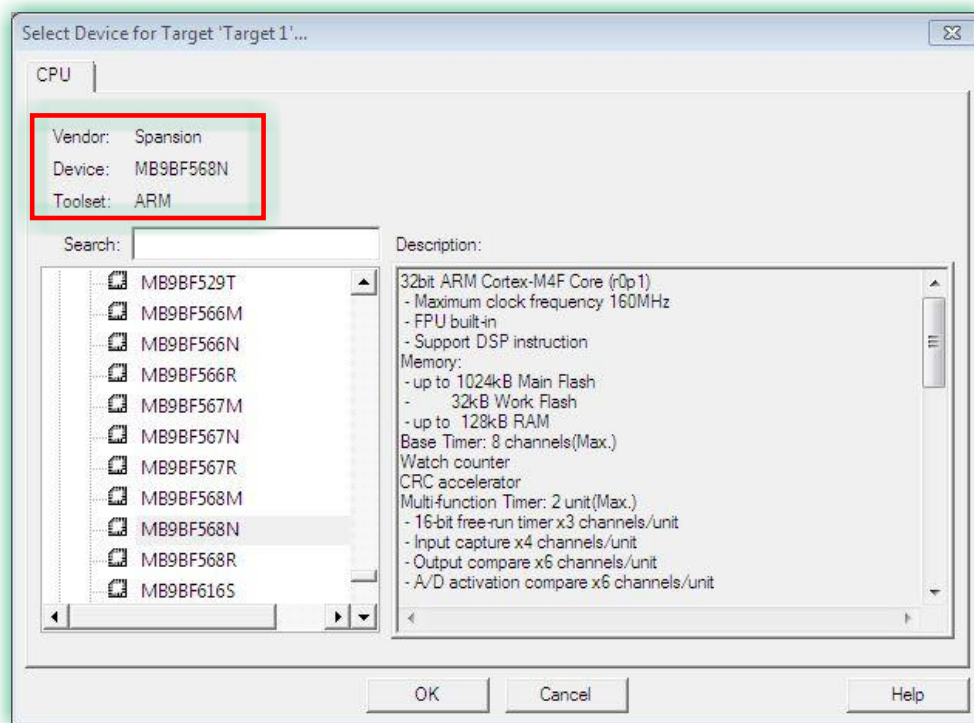 Select Device for Target 'Target 1'...
CPU
Vendor: Spansion
Device: MB9BF568N
Toolset: ARM
Search:
MB9BF529T
MB9BF566M
MB9BF566N
MB9BF566R
MB9BF567M
MB9BF567N
MB9BF567R
MB9BF568M
MB9BF568N
MB9BF568R
MB9BF616S
Description:
32bit ARM Cortex-M4F Core (r0p1)
- Maximum clock frequency 160MHz
- FPU built-in
- Support DSP instruction
Memory:
- up to 1024kB Main Flash
- 32kB Work Flash
- up to 128kB RAM
Base Timer: 8 channels(Max.)
Watch counter
CRC accelerator
Multi-function Timer: 2 unit(Max.)
- 16-bit free-run timer x3 channels/unit
- Input capture x4 channels/unit
- Output compare x6 channels/unit
- A/D activation compare x6 channels/unit
OK Cancel Help